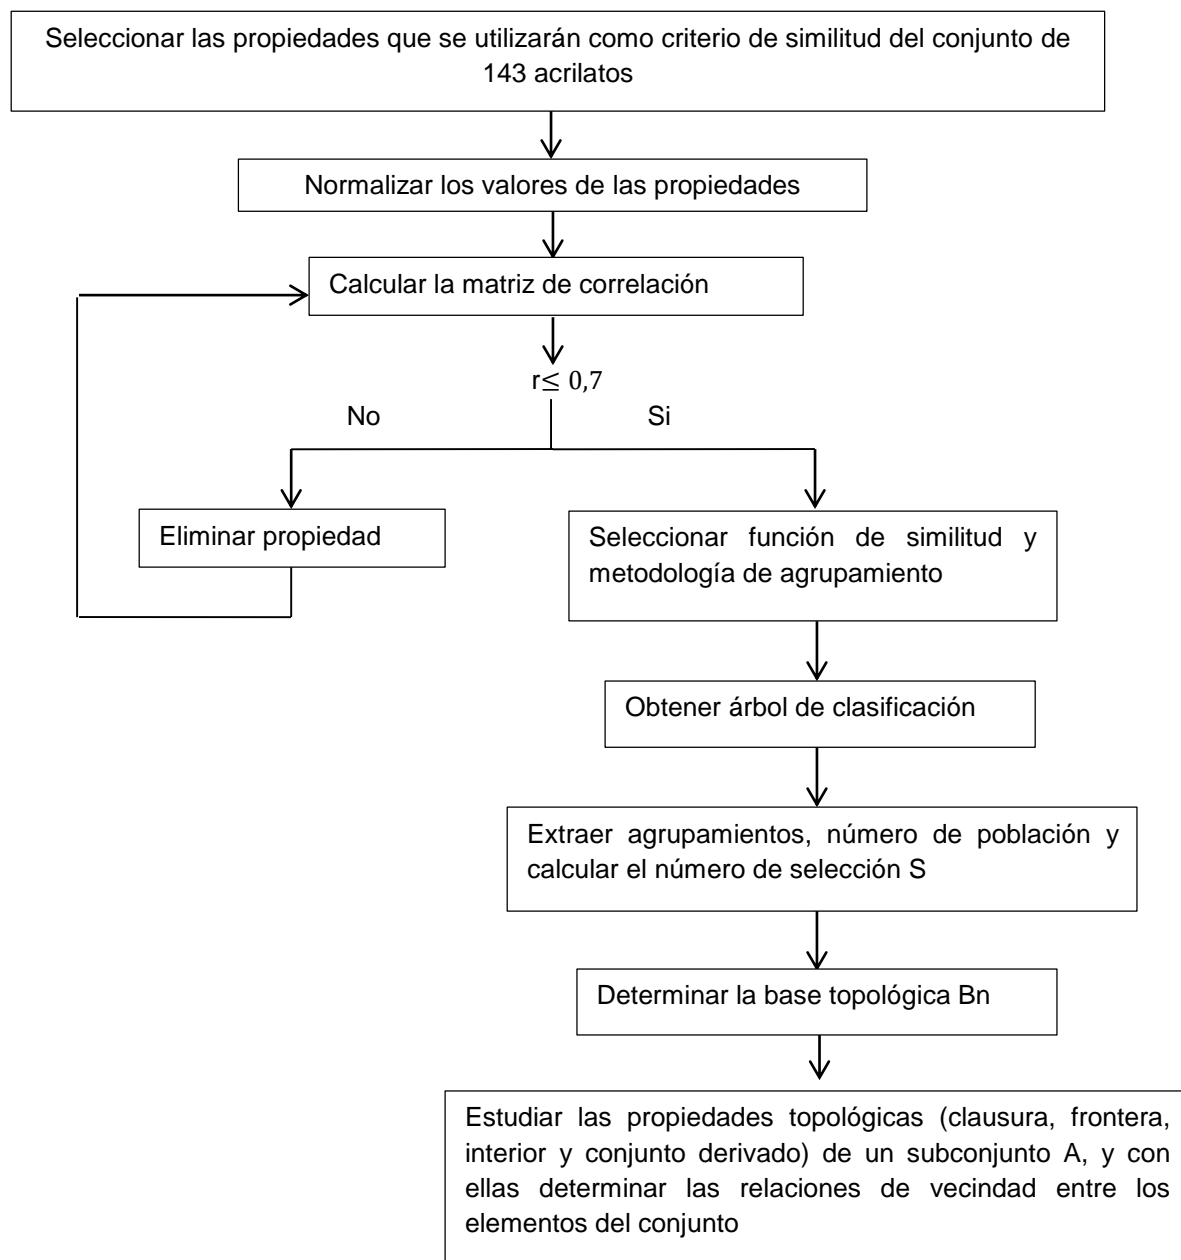 Seleccionar las propiedades que se utilizarán como criterio de similitud del conjunto de
143 acrilatos
Normalizar los valores de las propiedades
Calcular la matriz de correlación
r≤ 0,7
No
Si
Eliminar propiedad
Seleccionar función de similitud y
metodología de agrupamiento
Obtener árbol de clasificación
Extraer agrupamientos, número de población y
calcular el número de selección S
Determinar la base topológica Bn
Estudiar las propiedades topológicas (clausura, frontera,
interior y conjunto derivado) de un subconjunto A, y con
ellas determinar las relaciones de vecindad entre los
elementos del conjunto